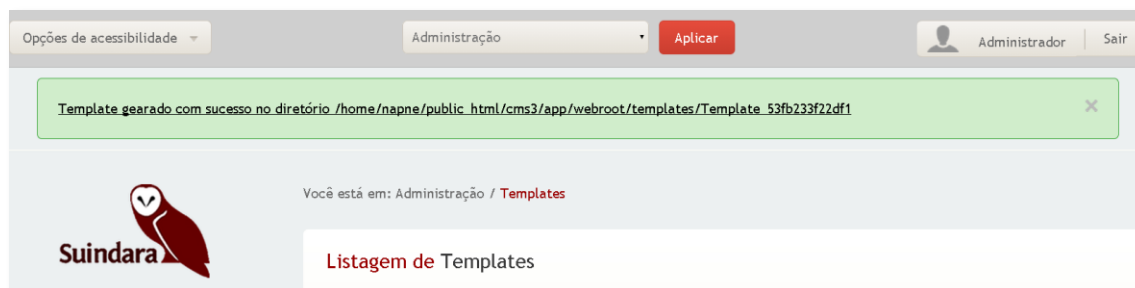 Opções de acessibilidade Administração Aplicar Administrador Sair
Template gearado com sucesso no diretório /home/napne/public_html/cms3/app/webroot/templates/Template_53fb233f22df1 ×
Você está em: Administração / Templates
Suindara
Listagem de Templates